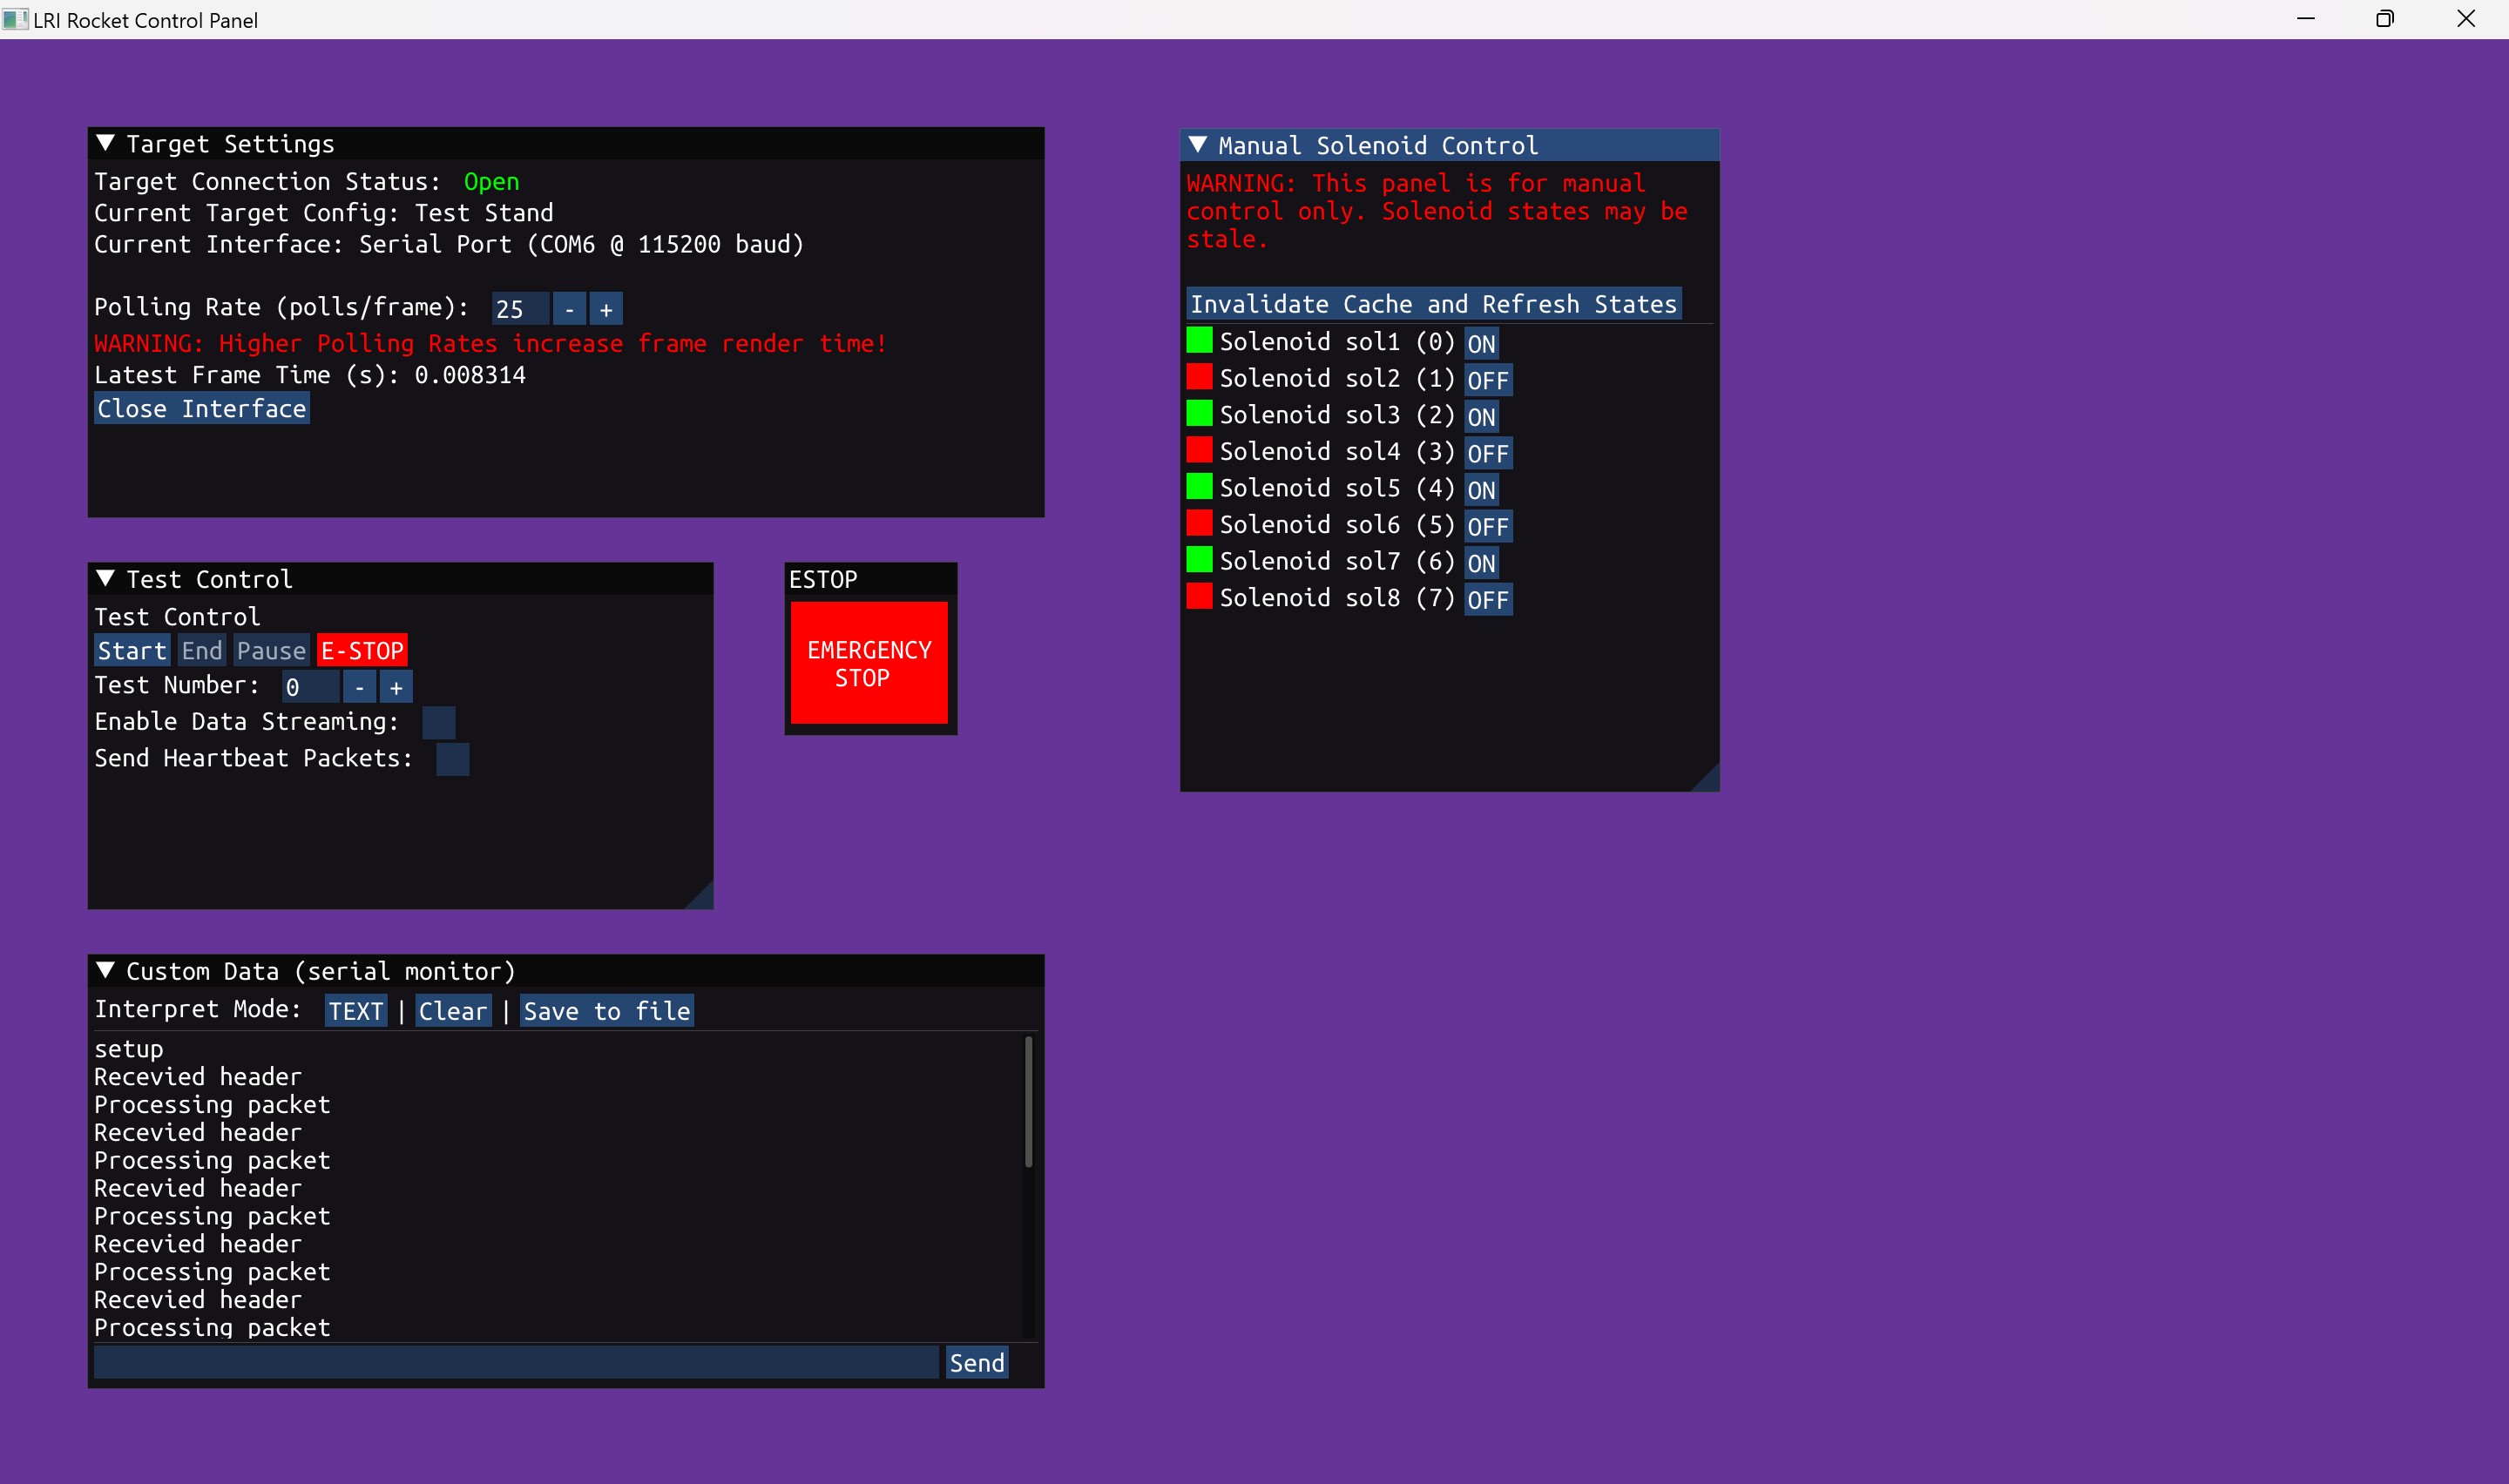 LRI Rocket Control Panel
Target Settings
Target Connection Status: Open
Current Target Config: Test Stand
Current Interface: Serial Port (COM6 @ 115200 baud)
Polling Rate (polls/frame): 25 - +
WARNING: Higher Polling Rates increase frame render time!
Latest Frame Time (s): 0.008314
Close Interface
Test Control
Test Control
Start End Pause E-STOP
Test Number: 0 - +
Enable Data Streaming:
Send Heartbeat Packets:
ESTOP
EMERGENCY
STOP
Custom Data (serial monitor)
Interpret Mode: TEXT | Clear | Save to file
setup
Recevied header
Processing packet
Recevied header
Processing packet
Recevied header
Processing packet
Recevied header
Processing packet
Recevied header
Processing packet
Send
Manual Solenoid Control
WARNING: This panel is for manual
control only. Solenoid states may be
stale.
Invalidate Cache and Refresh States
Solenoid sol1 (0) ON
Solenoid sol2 (1) OFF
Solenoid sol3 (2) ON
Solenoid sol4 (3) OFF
Solenoid sol5 (4) ON
Solenoid sol6 (5) OFF
Solenoid sol7 (6) ON
Solenoid sol8 (7) OFF